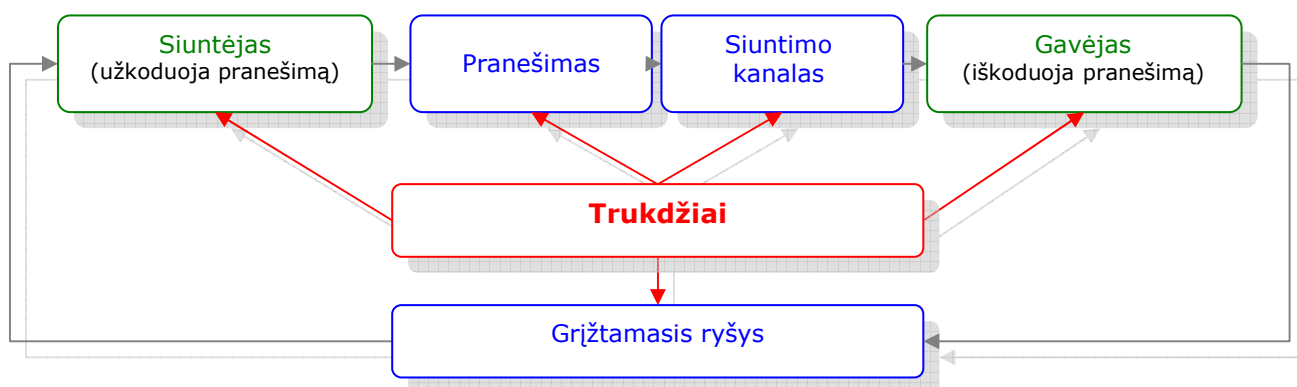 Siuntėjas
(užkoduoja pranešimą)
Pranešimas
Siuntimo
kanalas
Gavėjas
(iškoduoja pranešimą)
Trukdžiai
Grįžtamasis ryšys